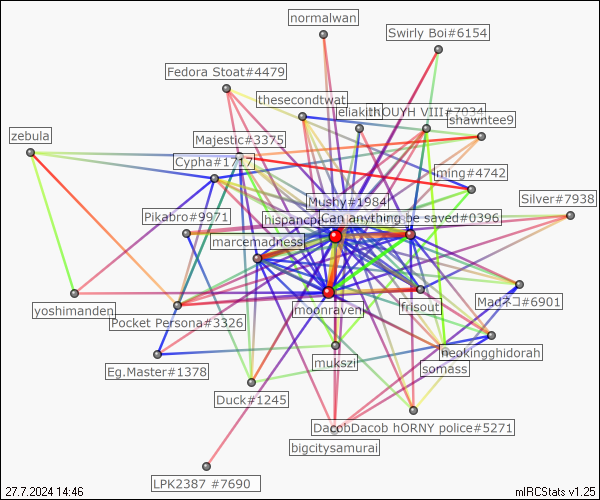 normalwan
Swirly Boi#6154
Fedora Stoat#4479
thesecondtwat
eliakith
OUYH VIII#7034
shawntee9
zebula
Majestic#3375
Cypha#1717
iming#4742
Mushy#1984
Silver#7938
Pikabro#9971
hispancpa
Can anything be saved#0396
marcemadness
yoshimanden
moonraven
frisout
Madネコ#6901
Pocket Persona#3326
neokingghidorah
Eg.Master#1378
mukszi
somass
Duck#1245
DacobDacob hORNY police#5271
bigcitysamurai
LPK2387 #7690
27.7.2024 14:46
mIRCStats v1.25